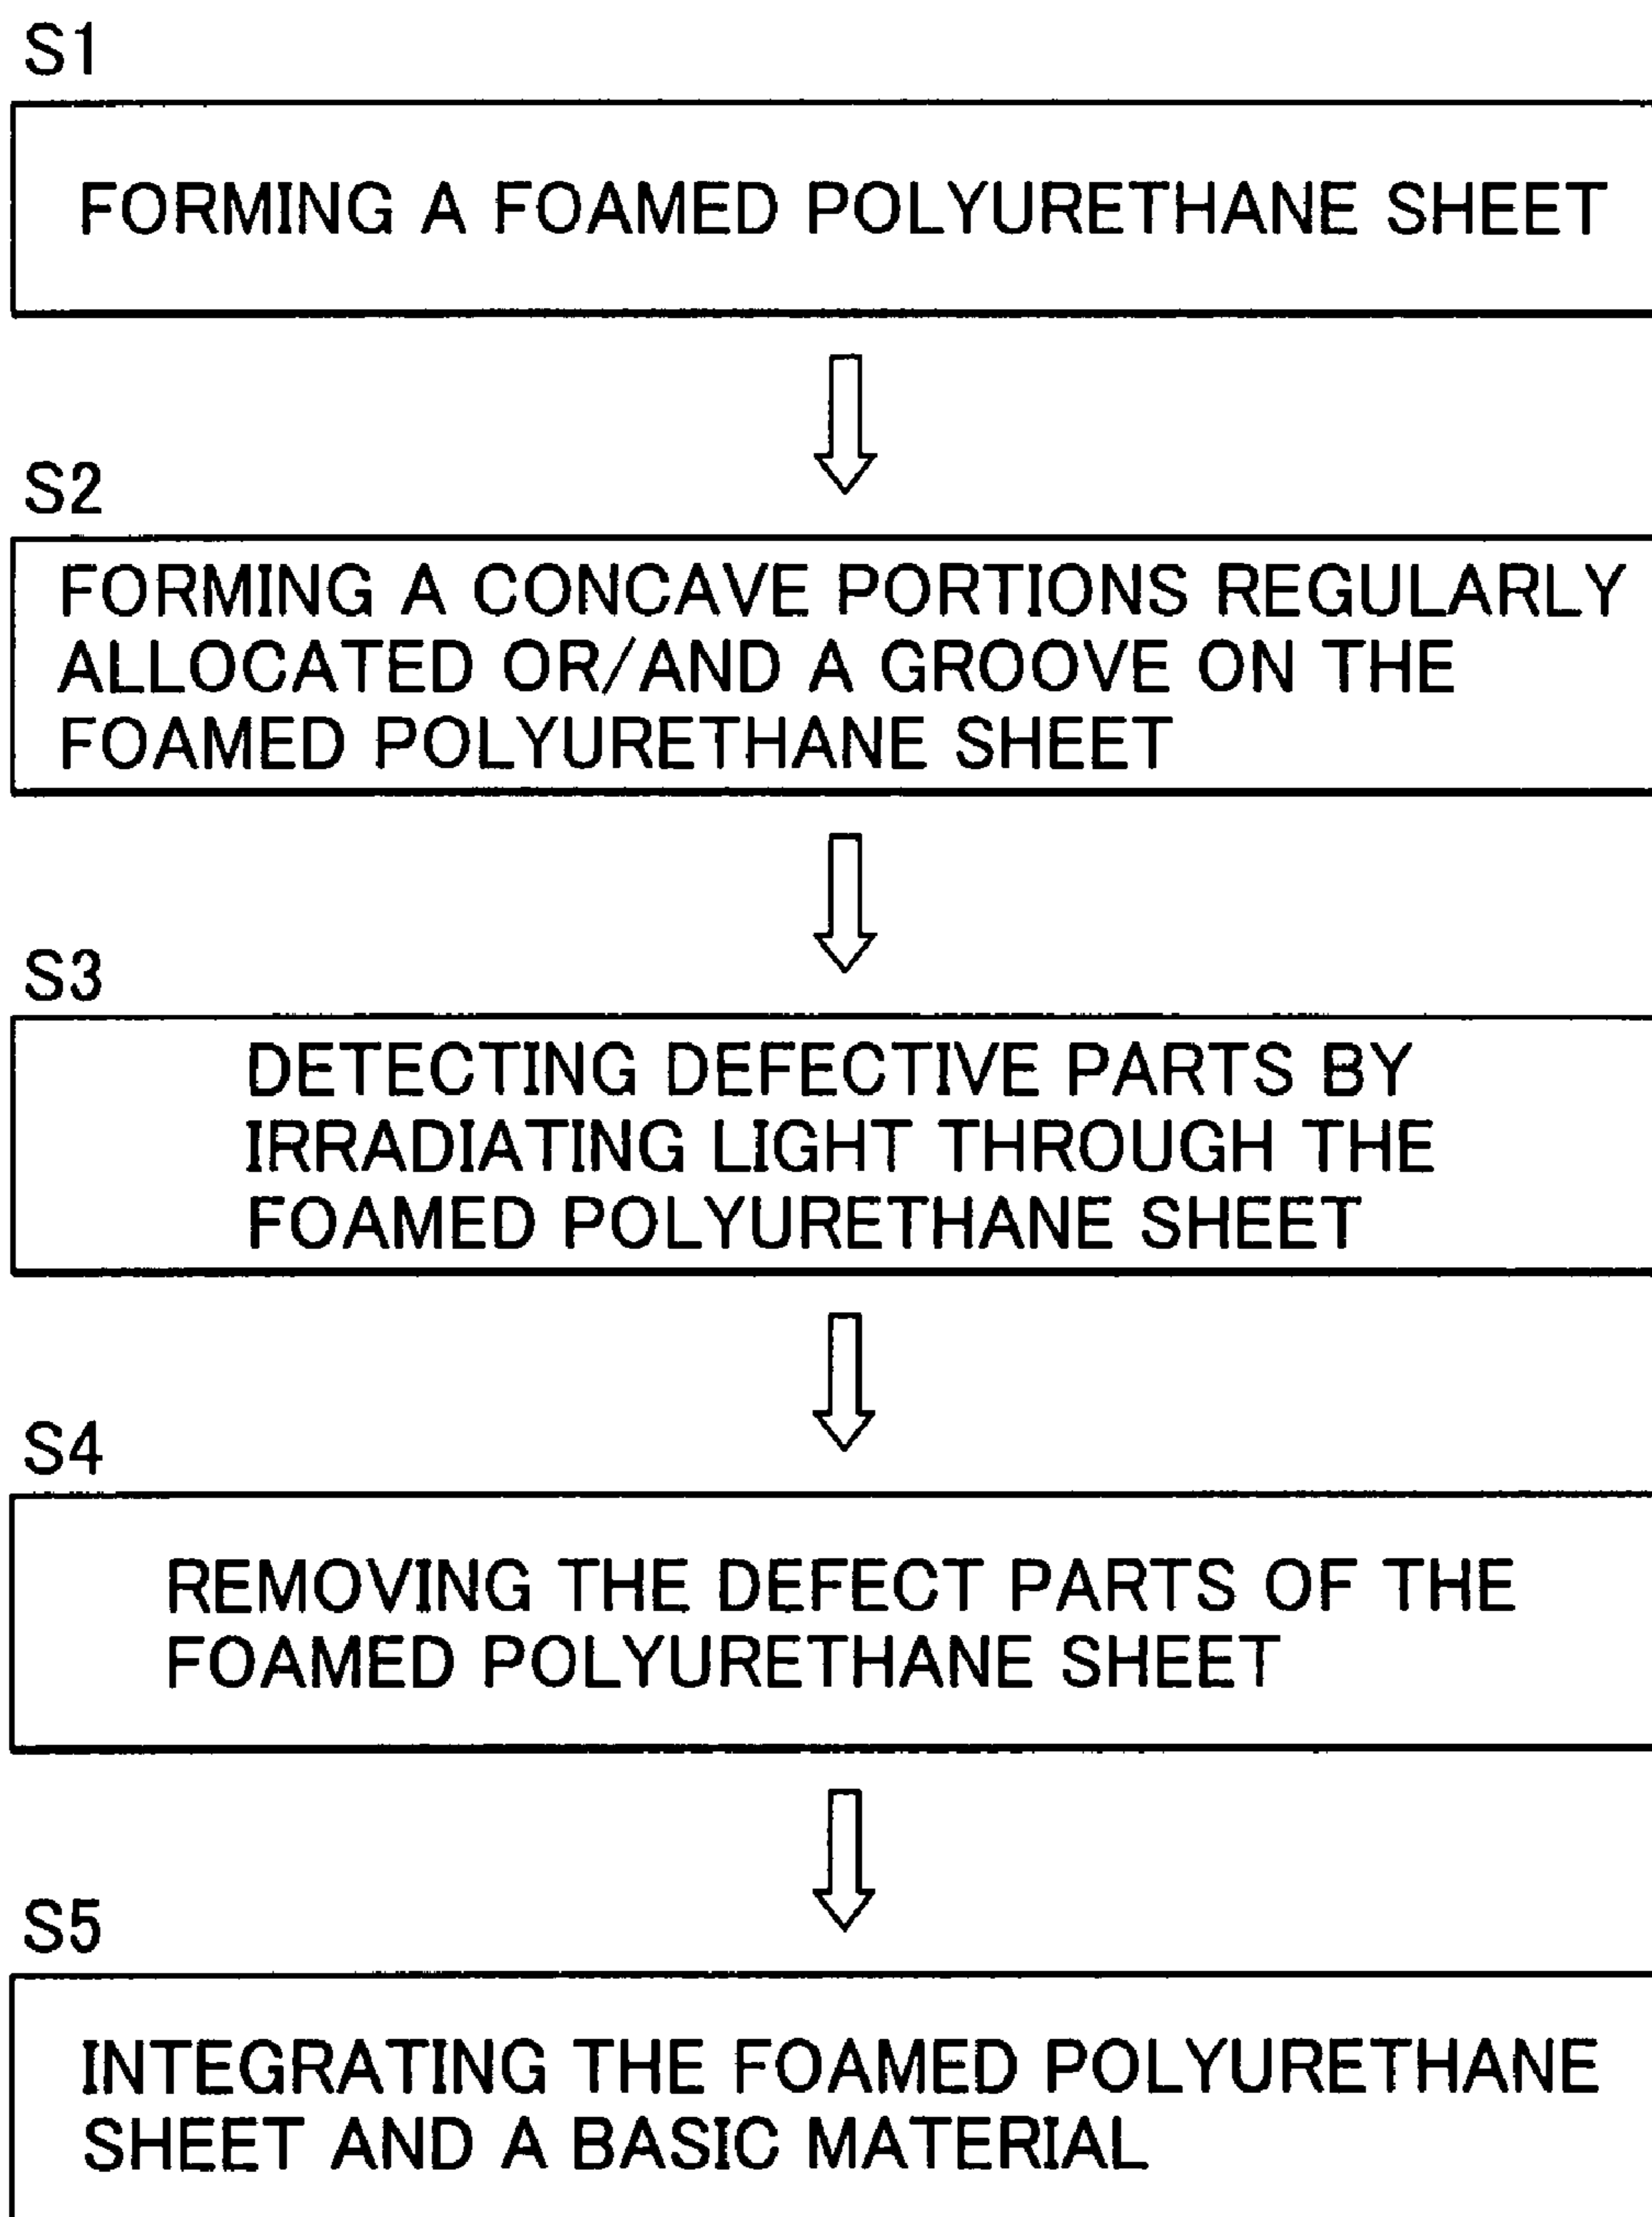 S1
FORMING A FOAMED POLYURETHANE SHEET
S2
FORMING A CONCAVE PORTIONS REGULARLY
ALLOCATED OR/AND A GROOVE ON THE
FOAMED POLYURETHANE SHEET
S3
DETECTING DEFECTIVE PARTS BY
IRRADIATING LIGHT THROUGH THE
FOAMED POLYURETHANE SHEET
S4
REMOVING THE DEFECT PARTS OF THE
FOAMED POLYURETHANE SHEET
S5
INTEGRATING THE FOAMED POLYURETHANE
SHEET AND A BASIC MATERIAL